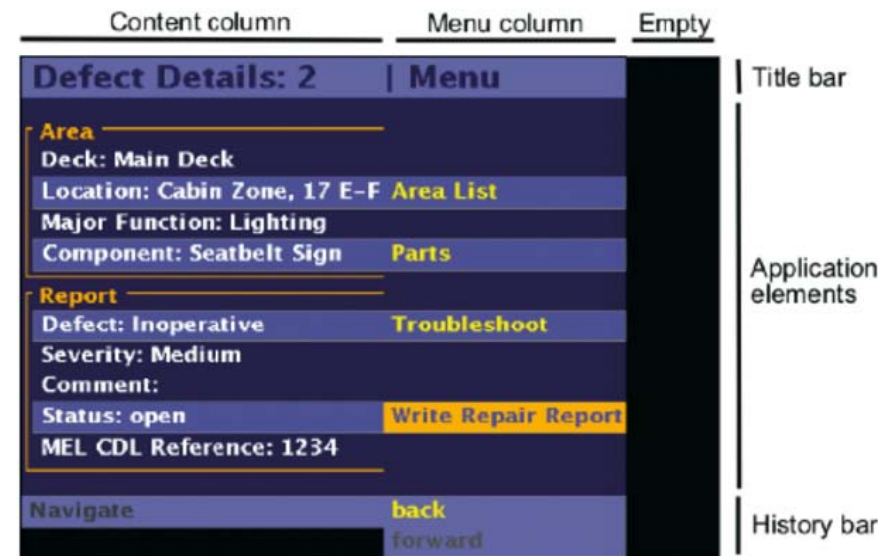 Content column Menu column Empty
Defect Details: 2 | Menu Title bar
Area
Deck: Main Deck
Location: Cabin Zone, 17 E-F Area List
Major Function: Lighting
Component: Seatbelt Sign Parts
Application
elements
Report
Defect: Inoperative Troubleshoot
Severity: Medium
Comment:
Status: open Write Repair Report
MEL CDL Reference: 1234
Navigate back
forward
History bar